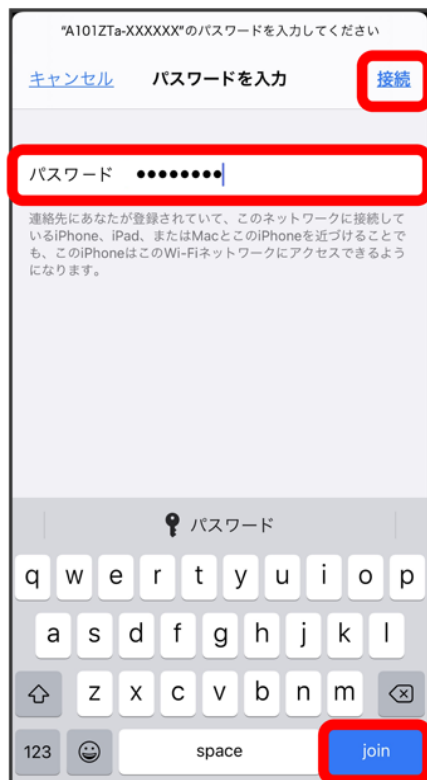 “A101ZTa-XXXXXX”のパスワードを入力してください
キャンセル パスワードを入力 接続
パスワード ●●●●●●●●
連絡先にあなたが登録されていて、このネットワークに接続して
いるiPhone、iPad、またはMacとこのiPhoneを近づけることで
も、このiPhoneはこのWi-Fiネットワークにアクセスできるよう
になります。
パスワード
q w e r t y u i o p
a s d f g h j k l
z x c v b n m
123 space join